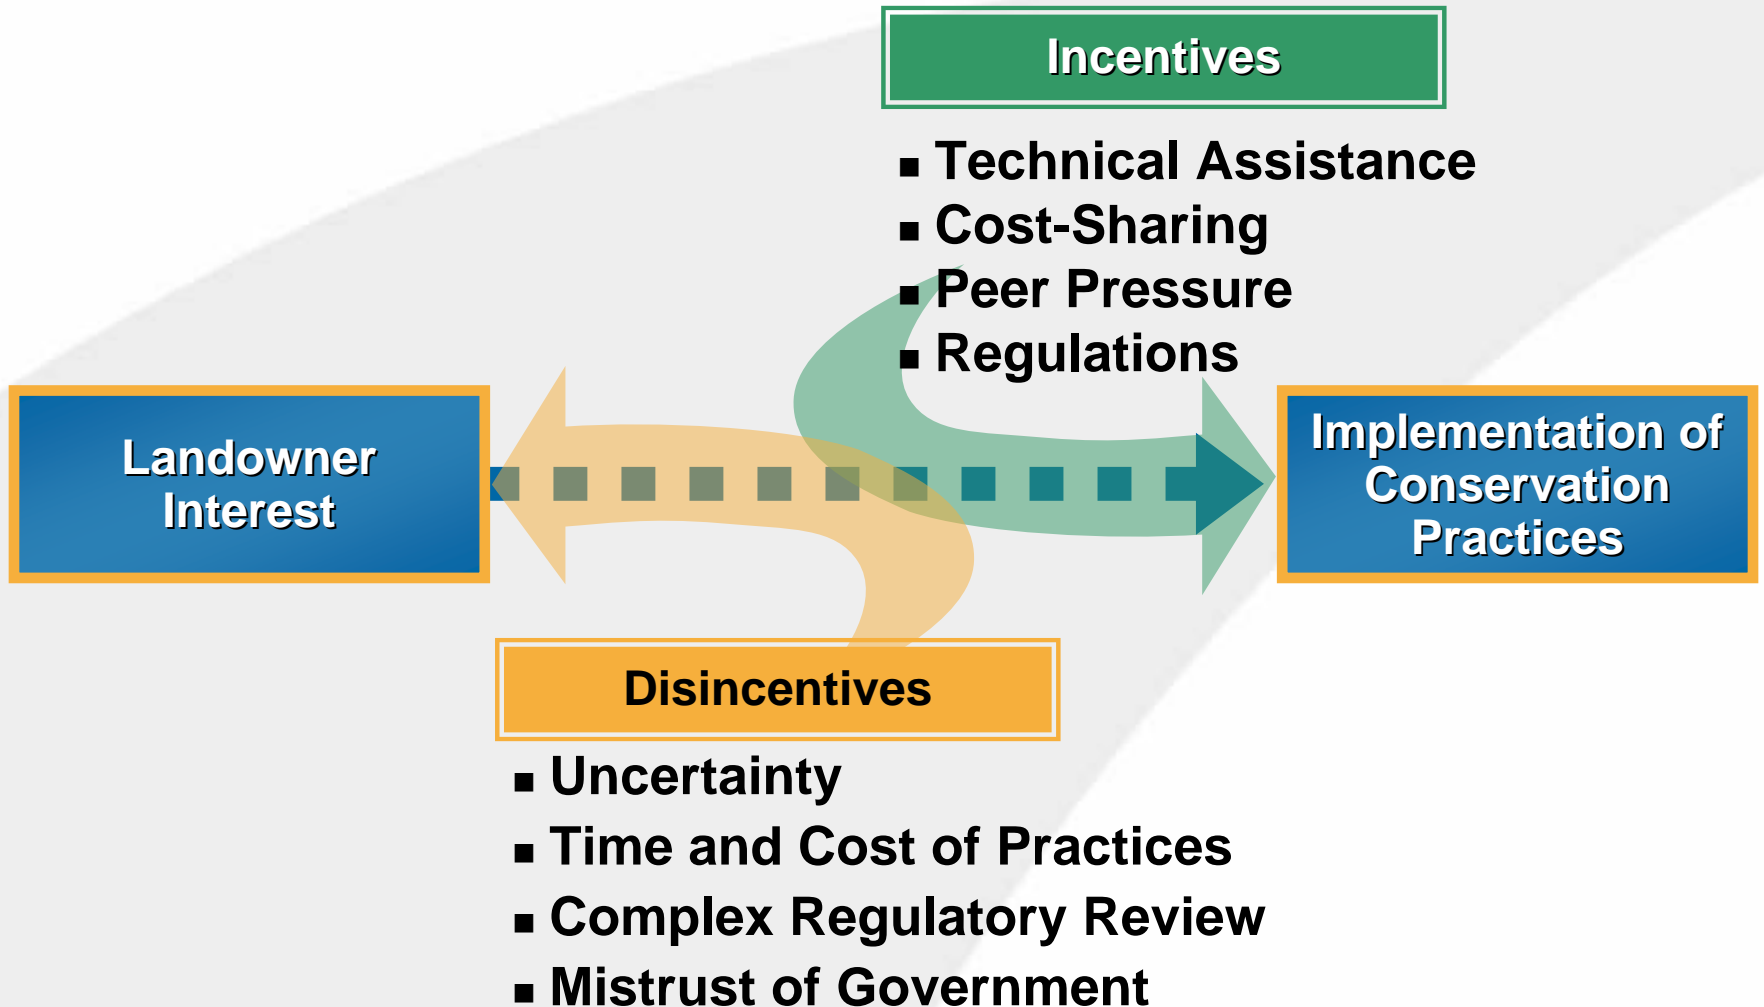 Incentives
■ Technical Assistance
■ Cost-Sharing
■ Peer Pressure
■ Regulations
Landowner
Interest
Implementation of
Conservation
Practices
Disincentives
■ Uncertainty
■ Time and Cost of Practices
■ Complex Regulatory Review
■ Mistrust of Government